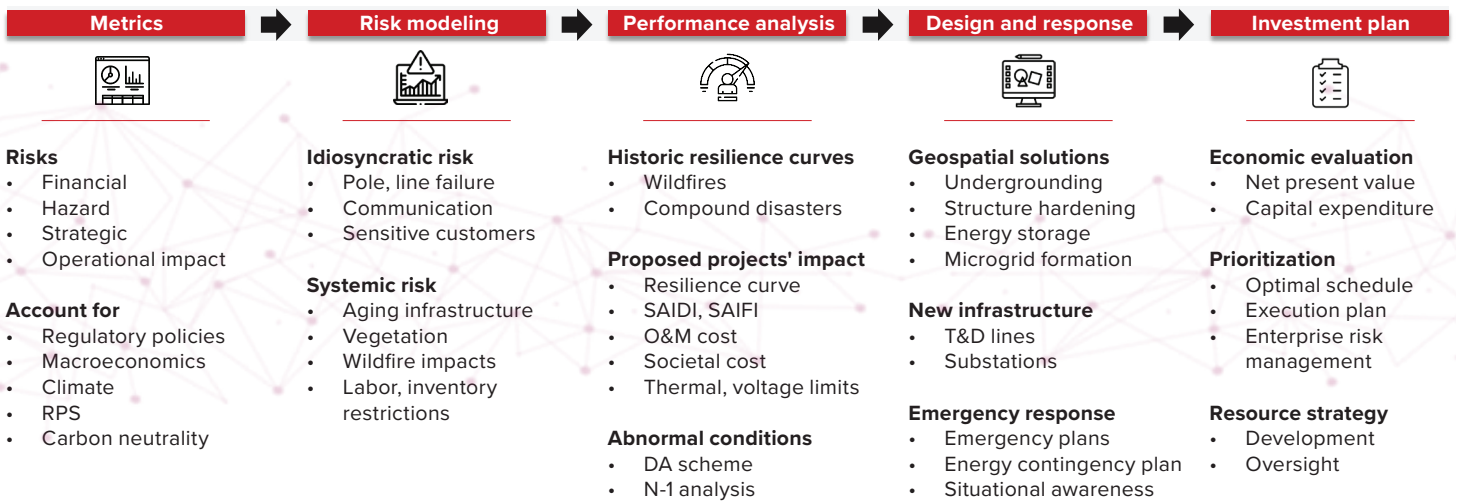 Metrics
Risk modeling
Performance analysis
Design and response
Investment plan
Risks
• Financial
• Hazard
• Strategic
• Operational impact
Account for
• Regulatory policies
• Macroeconomics
• Climate
• RPS
• Carbon neutrality
Idiosyncratic risk
• Pole, line failure
• Communication
• Sensitive customers
Systemic risk
• Aging infrastructure
• Vegetation
• Wildfire impacts
• Labor, inventory
restrictions
Historic resilience curves
• Wildfires
• Compound disasters
Proposed projects' impact
• Resilience curve
• SAIDI, SAIFI
• O&M cost
• Societal cost
• Thermal, voltage limits
Abnormal conditions
• DA scheme
• N-1 analysis
Geospatial solutions
• Undergrounding
• Structure hardening
• Energy storage
• Microgrid formation
New infrastructure
• T&D lines
• Substations
Emergency response
• Emergency plans
• Energy contingency plan
• Situational awareness
Economic evaluation
• Net present value
• Capital expenditure
Prioritization
• Optimal schedule
• Execution plan
• Enterprise risk
management
Resource strategy
• Development
• Oversight